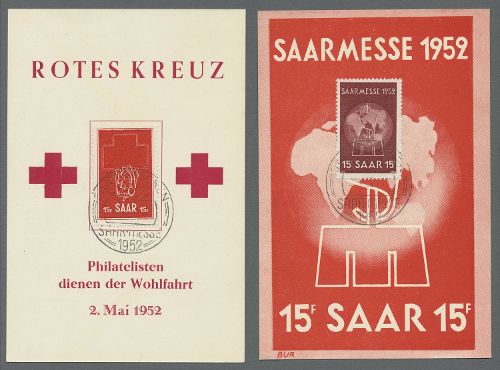 ROTES KREUZ
15F SAAR 15F
SAARMESSE
1952
Philatelisten
dienen der Wohlfahrt
2. Mai 1952
SAARMESSE 1952
SAARMESSE 1952
15 SAAR 15
15F SAAR 15F
BUR